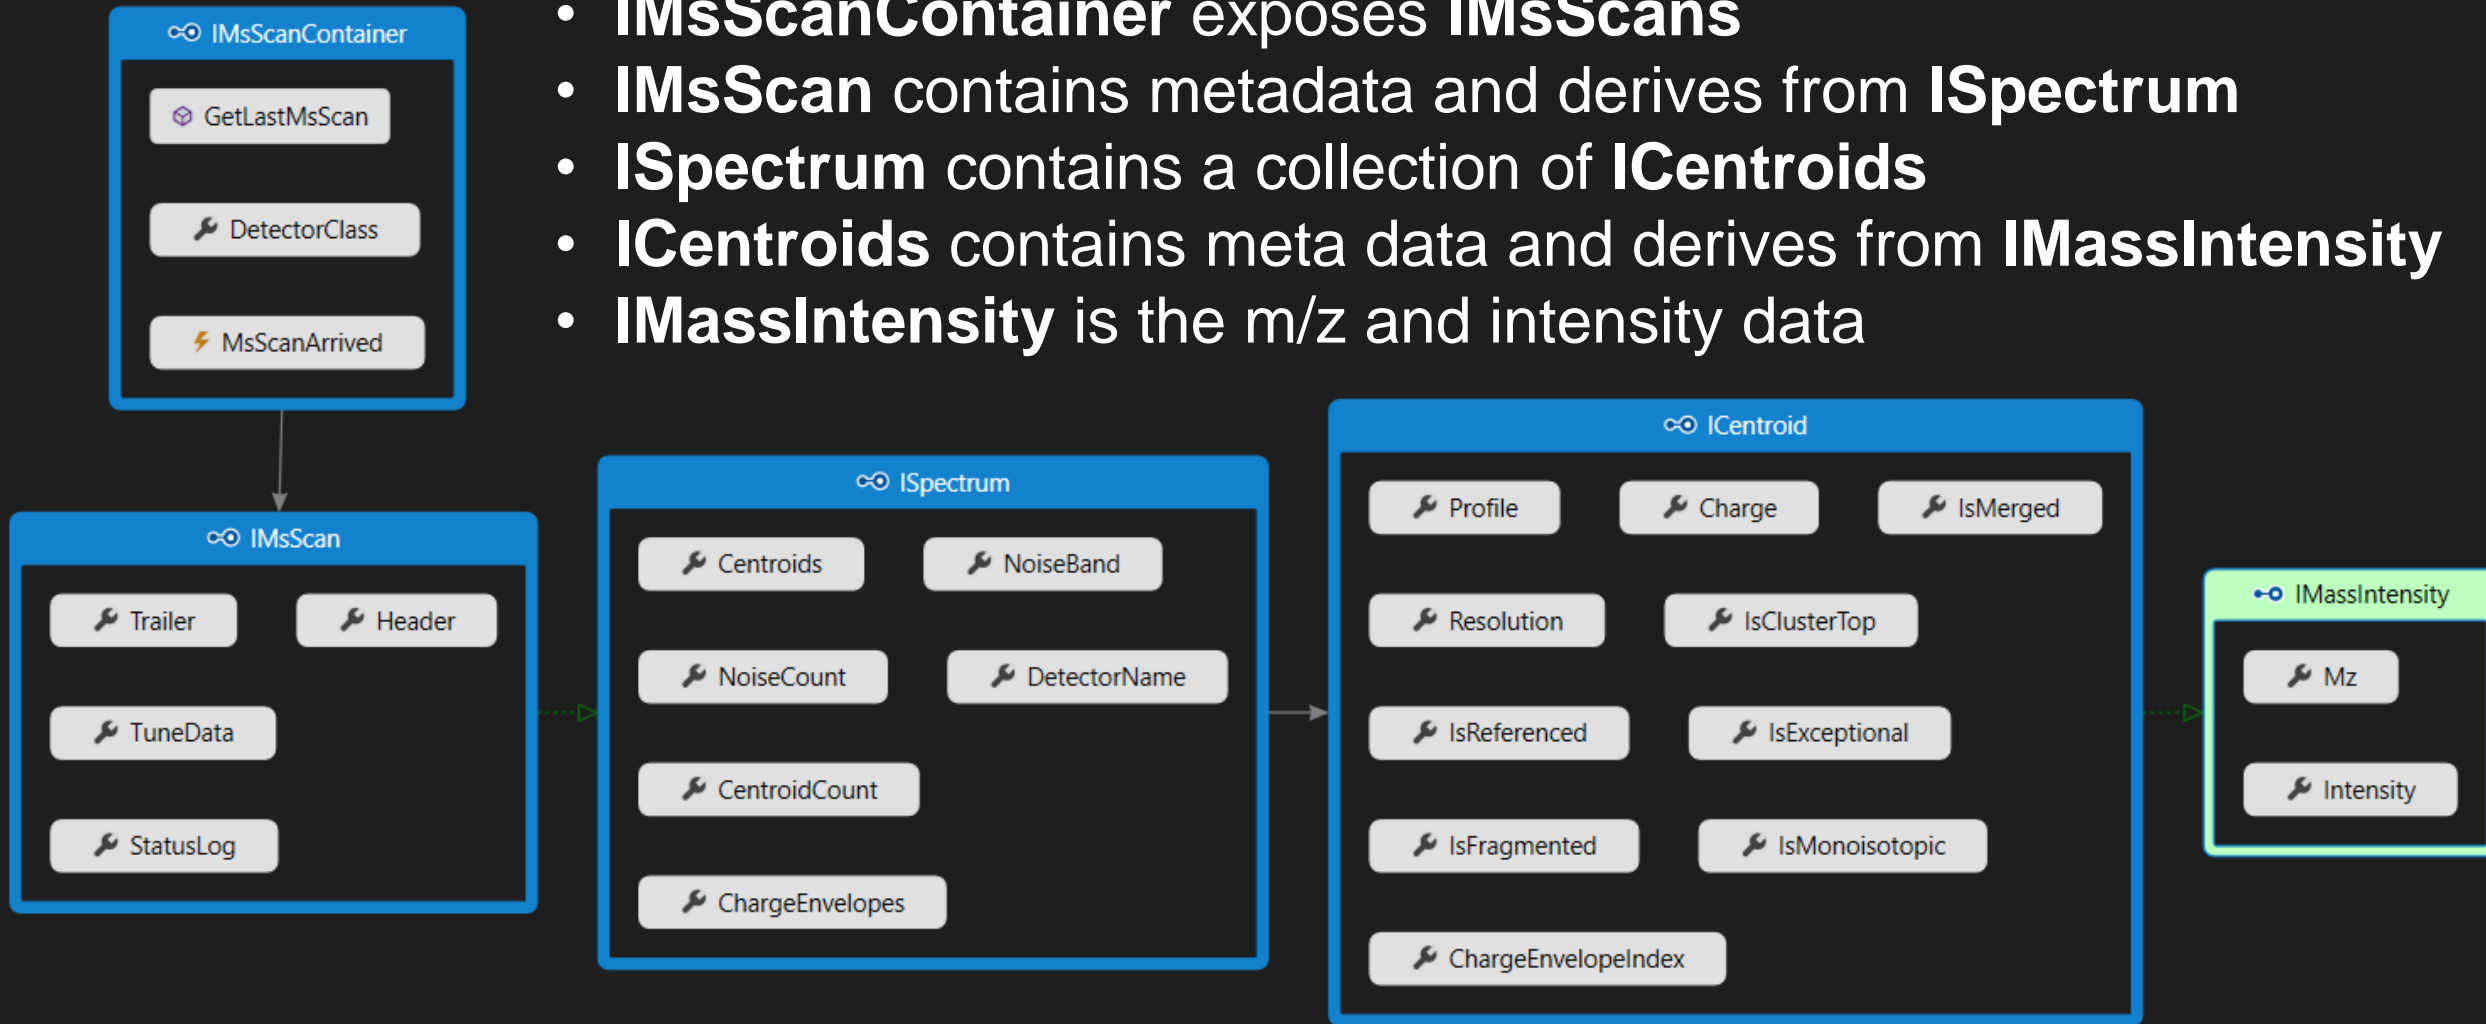 IMsScanContainer
GetLastMsScan
DetectorClass
MsScanArrived
• IMsScanContainer exposes IMsScans
• IMsScan contains metadata and derives from ISpectrum
• ISpectrum contains a collection of ICentroids
• ICentroids contains meta data and derives from IMassIntensity
• IMassIntensity is the m/z and intensity data
IMsScan
Trailer Header
TuneData
StatusLog
ISpectrum
Centroids NoiseBand
NoiseCount DetectorName
CentroidCount
ChargeEnvelopes
ICentroid
Profile Charge IsMerged
Resolution IsClusterTop
IsReferenced IsExceptional
IsFragmented IsMonoisotopic
ChargeEnvelopeIndex
IMassIntensity
Mz
Intensity